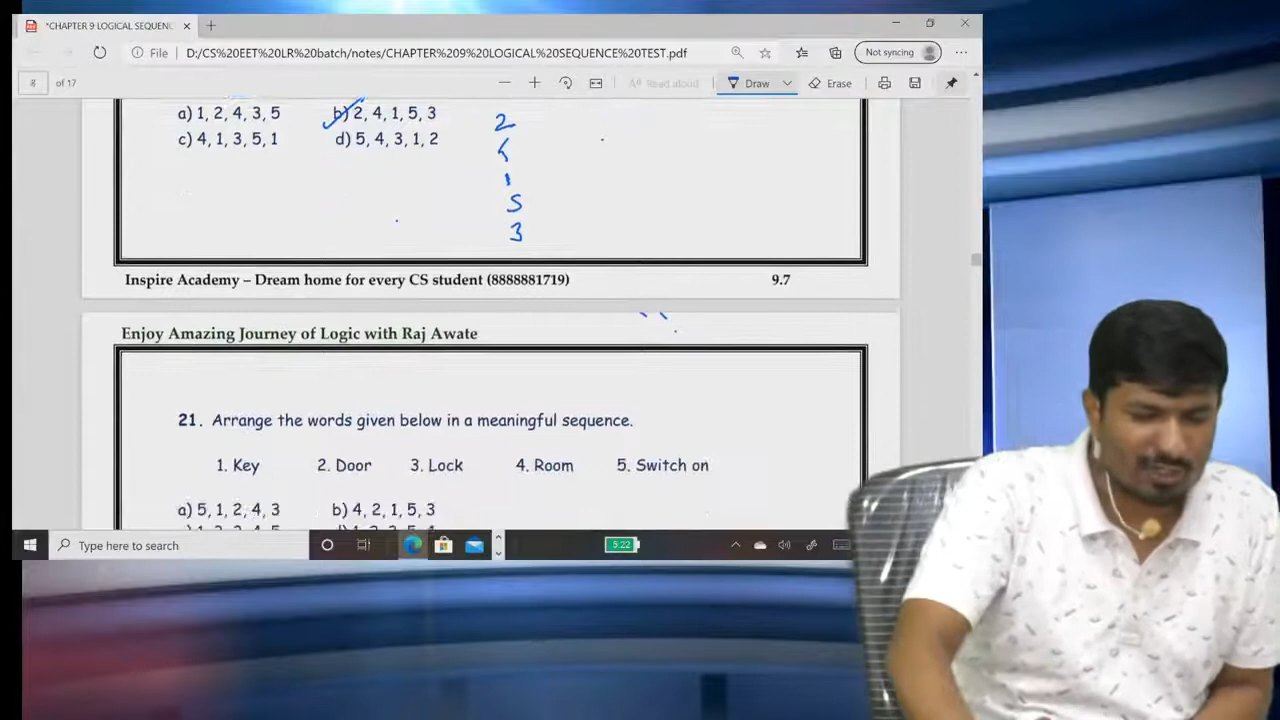 *CHAPTER 9 LOGICAL SEQUENC
File D:/CS%20EET%20LR%20batch/notes/CHAPTER%209%20LOGICAL%20SEQUENCE%20TEST.pdf Not syncing
8 of 17 Read aloud Draw Erase
a) 1, 2, 4, 3, 5 b) 2, 4, 1, 5, 3
c) 4, 1, 3, 5, 1 d) 5, 4, 3, 1, 2
2
4
1
5
3
Inspire Academy – Dream home for every CS student (8888881719) 9.7
Enjoy Amazing Journey of Logic with Raj Awate
21. Arrange the words given below in a meaningful sequence.
1. Key 2. Door 3. Lock 4. Room 5. Switch on
a) 5, 1, 2, 4, 3 b) 4, 2, 1, 5, 3
Type here to search 5:22